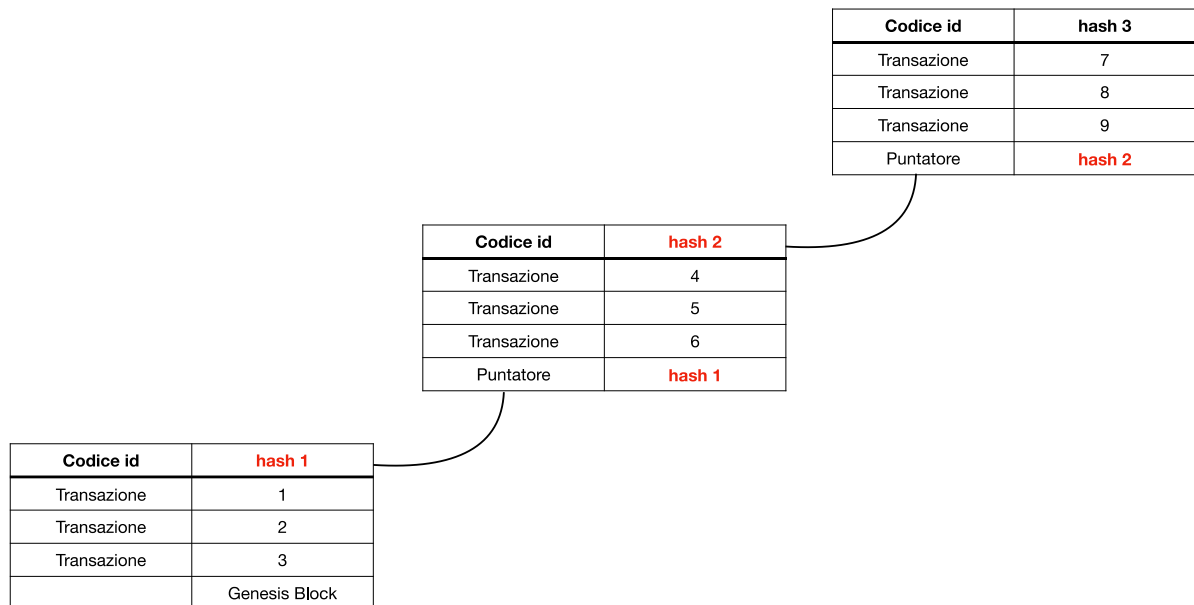 Codice id hash 3
Transazione 7
Transazione 8
Transazione 9
Puntatore hash 2
Codice id hash 2
Transazione 4
Transazione 5
Transazione 6
Puntatore hash 1
Codice id hash 1
Transazione 1
Transazione 2
Transazione 3
Genesis Block